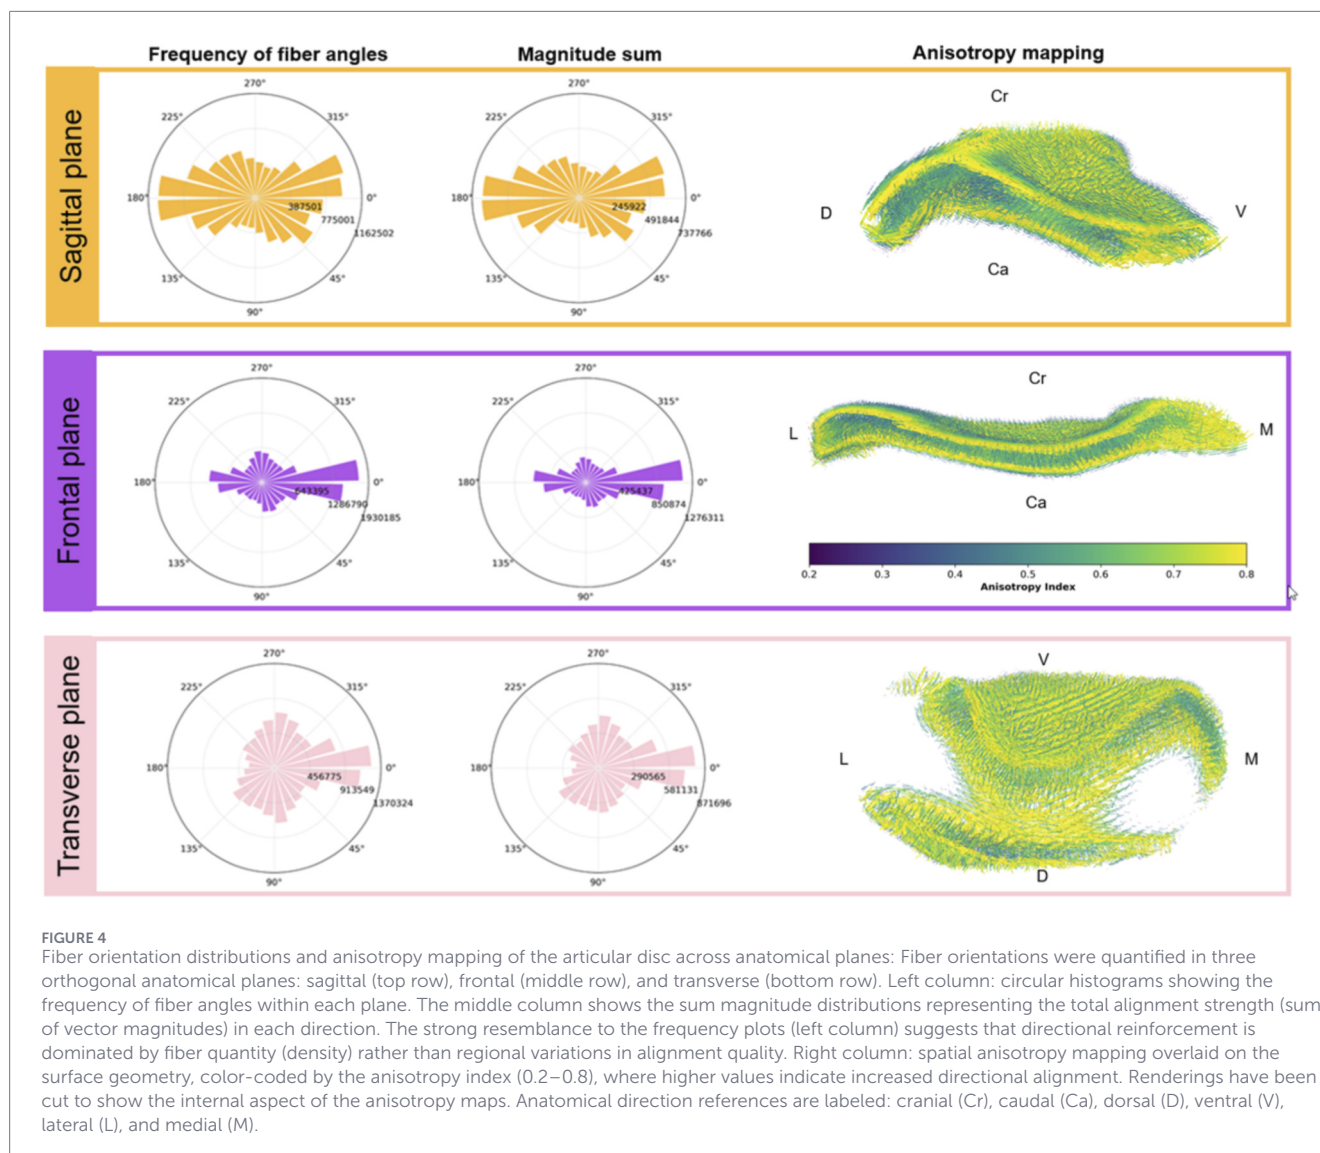 Frequency of fiber angles
Magnitude sum
Anisotropy mapping
Sagittal plane
270°
225°
315°
180°
0°
387501
775001
1162502
135°
45°
90°
270°
225°
315°
180°
0°
245922
491844
737766
135°
45°
90°
Cr
D
V
Ca
Frontal plane
270°
225°
315°
180°
0°
643395
1286790
1930185
135°
45°
90°
270°
225°
315°
180°
0°
425437
850874
1276311
135°
45°
90°
Cr
L
M
Ca
0.2
0.3
0.4
0.5
0.6
0.7
0.8
Anisotropy Index
Transverse plane
270°
225°
315°
180°
0°
456775
913549
1370324
135°
45°
90°
270°
225°
315°
180°
0°
290565
581131
871696
135°
45°
90°
V
L
M
D
FIGURE 4
Fiber orientation distributions and anisotropy mapping of the articular disc across anatomical planes: Fiber orientations were quantified in three
orthogonal anatomical planes: sagittal (top row), frontal (middle row), and transverse (bottom row). Left column: circular histograms showing the
frequency of fiber angles within each plane. The middle column shows the sum magnitude distributions representing the total alignment strength (sum
of vector magnitudes) in each direction. The strong resemblance to the frequency plots (left column) suggests that directional reinforcement is
dominated by fiber quantity (density) rather than regional variations in alignment quality. Right column: spatial anisotropy mapping overlaid on the
surface geometry, color-coded by the anisotropy index (0.2–0.8), where higher values indicate increased directional alignment. Renderings have been
cut to show the internal aspect of the anisotropy maps. Anatomical direction references are labeled: cranial (Cr), caudal (Ca), dorsal (D), ventral (V),
lateral (L), and medial (M).